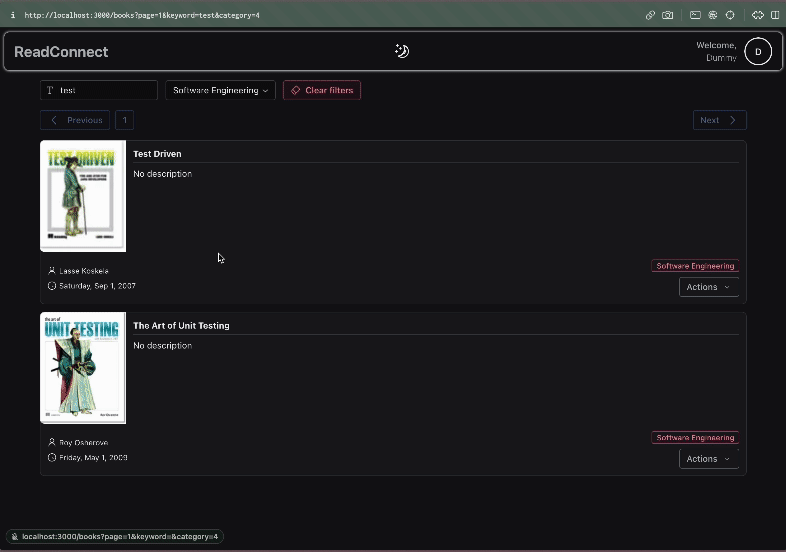 http://localhost:3000/books?page=1&keyword=test&category=4
ReadConnect
Welcome,
Dummy
D
test
Software Engineering
Clear filters
Previous
1
Next
TEST DRIVEN
Test Driven
No description
Lasse Koskela
Saturday, Sep 1, 2007
Software Engineering
Actions
the art of
UNIT TESTING
The Art of Unit Testing
No description
Roy Osherove
Friday, May 1, 2009
Software Engineering
Actions
localhost:3000/books?page=1&keyword=&category=4